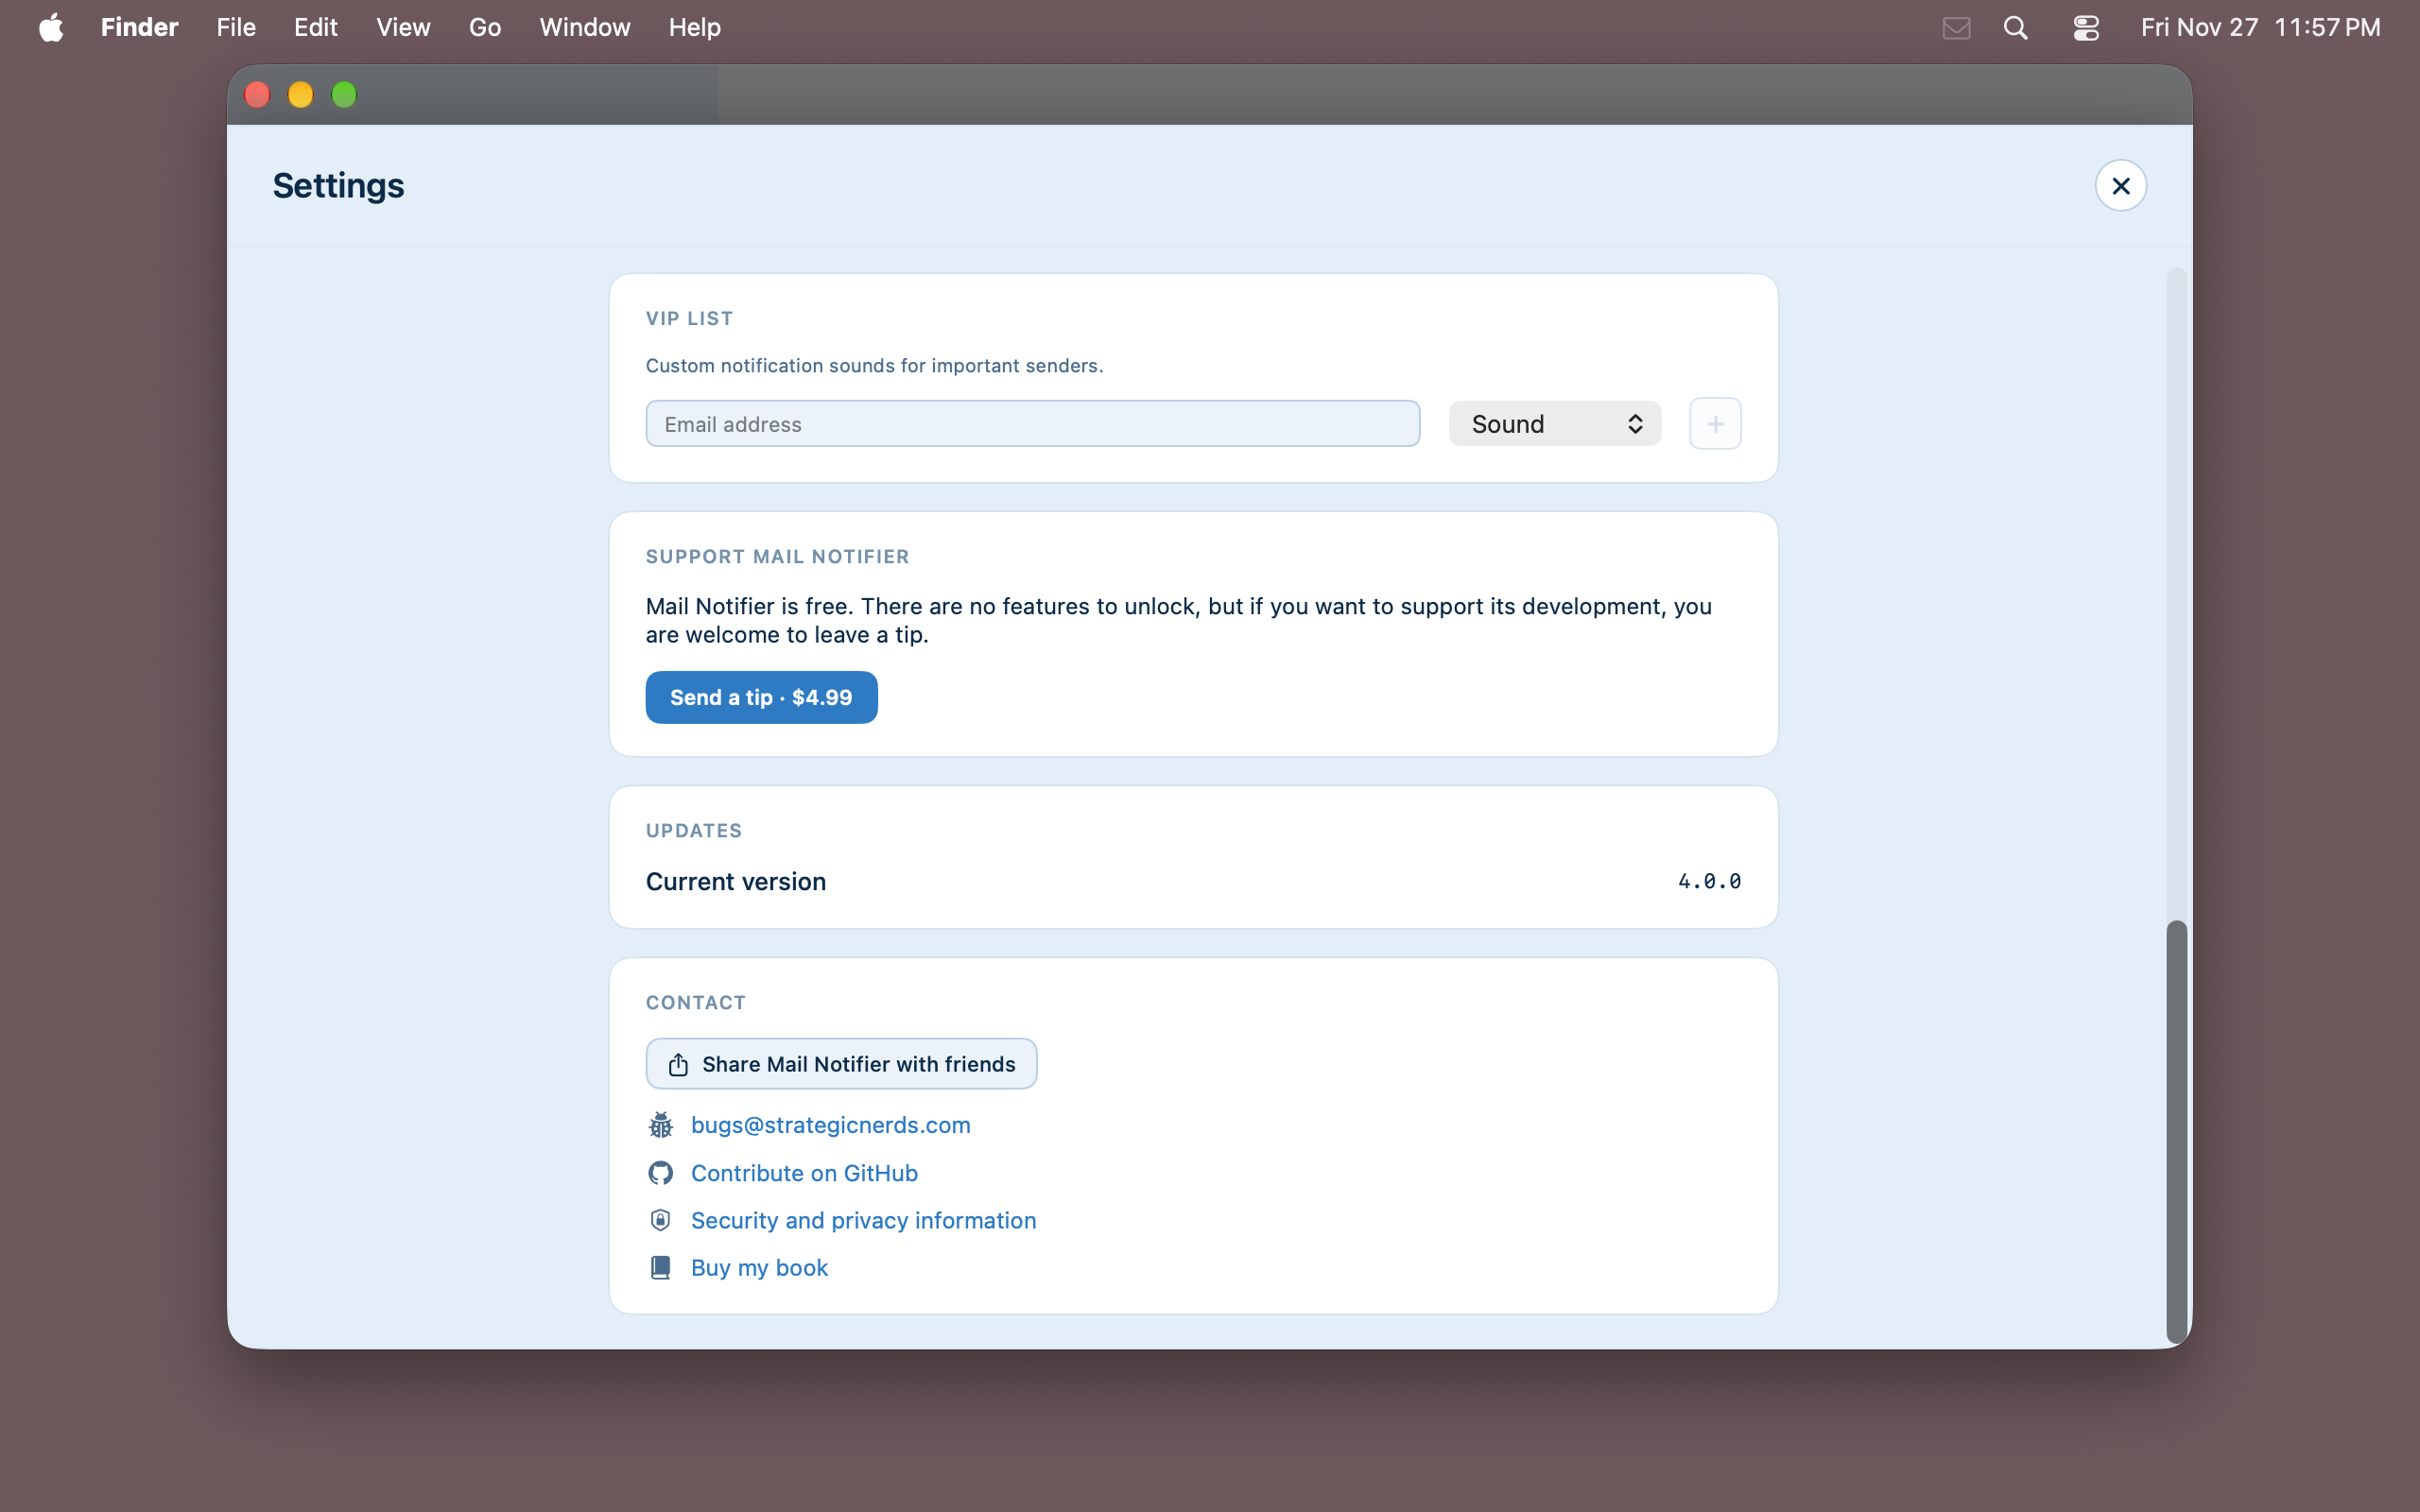 Finder File Edit View Go Window Help Fri Nov 27 11:57 PM
Settings
VIP LIST
Custom notification sounds for important senders.
Email address Sound
SUPPORT MAIL NOTIFIER
Mail Notifier is free. There are no features to unlock, but if you want to support its development, you
are welcome to leave a tip.
Send a tip · $4.99
UPDATES
Current version 4.0.0
CONTACT
Share Mail Notifier with friends
bugs@strategicnerds.com
Contribute on GitHub
Security and privacy information
Buy my book